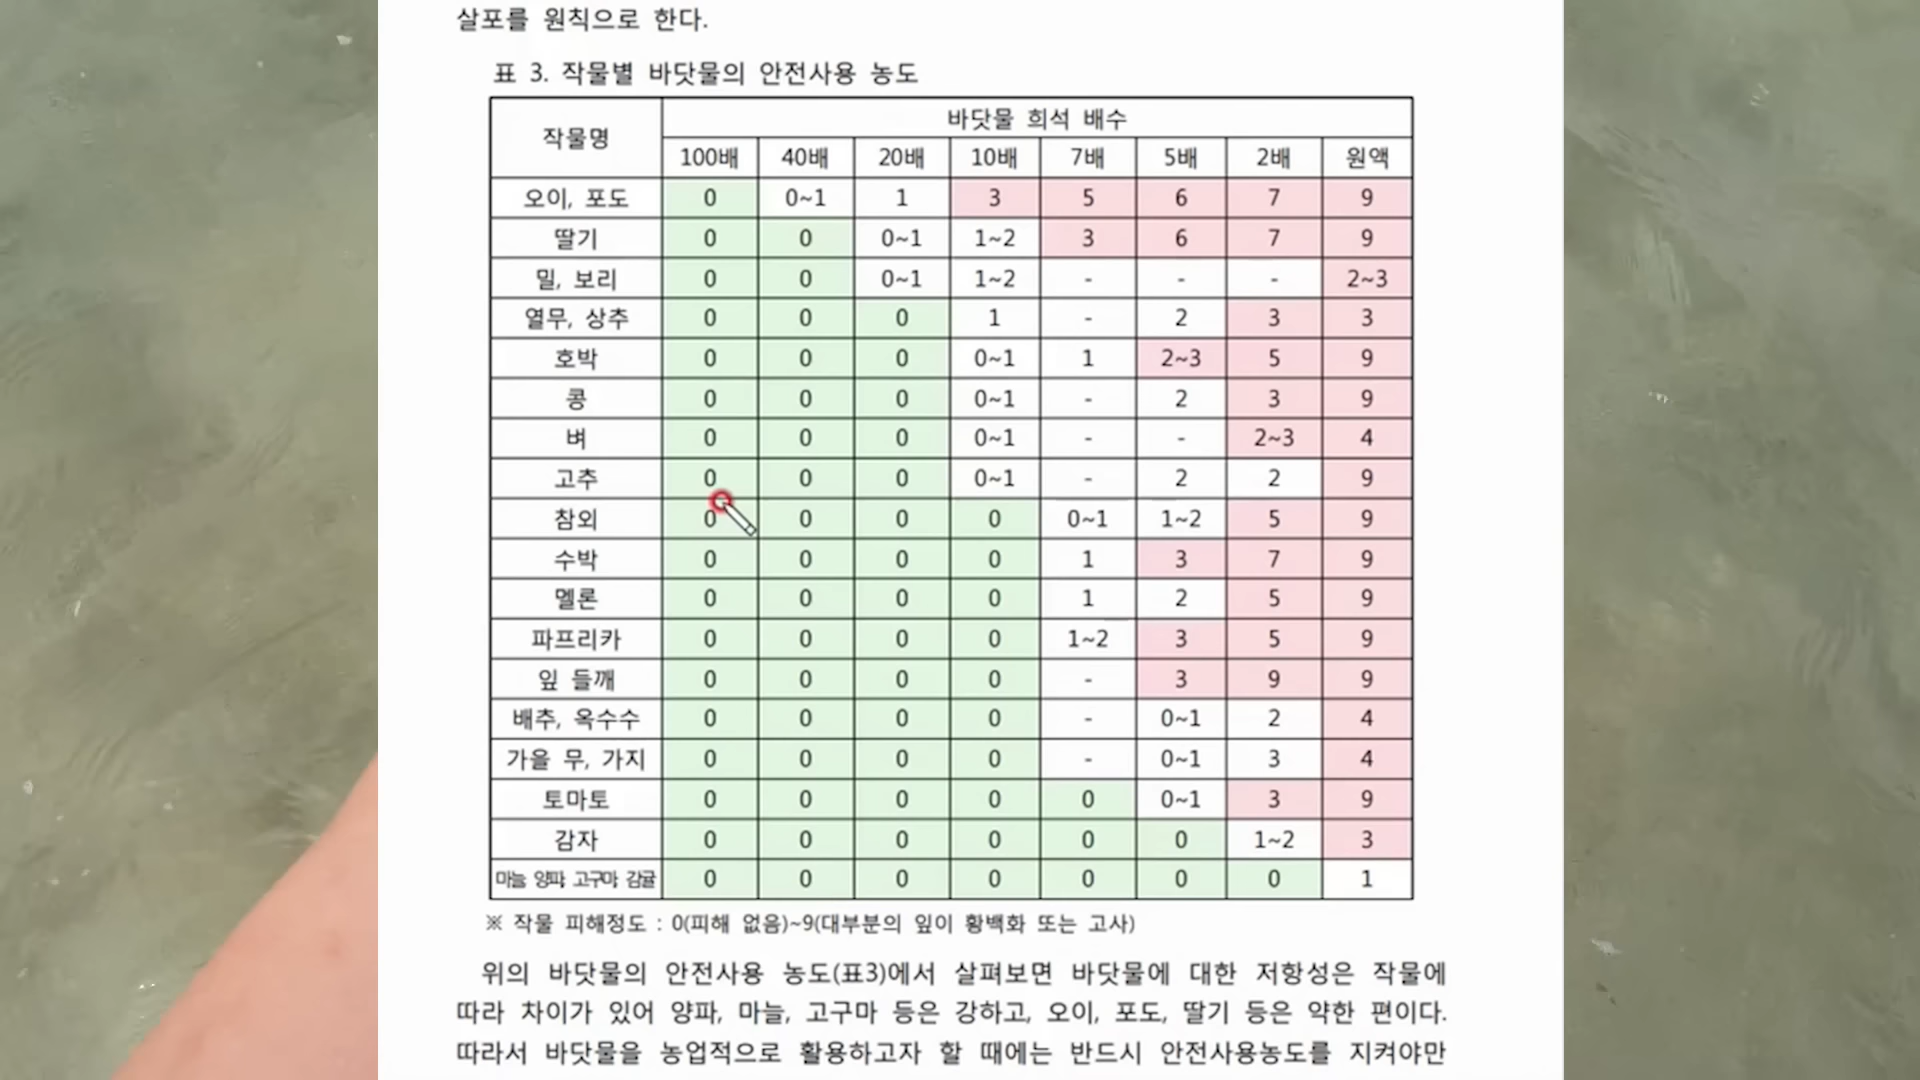 살포를 원칙으로 한다.
표 3. 작물별 바닷물의 안전사용 농도
작물명 바닷물 희석 배수
100배 40배 20배 10배 7배 5배 2배 원액
오이, 포도 0 0~1 1 3 5 6 7 9
딸기 0 0 0~1 1~2 3 6 7 9
밀, 보리 0 0 0~1 1~2 - - - 2~3
열무, 상추 0 0 0 1 - 2 3 3
호박 0 0 0 0~1 1 2~3 5 9
콩 0 0 0 0~1 - 2 3 9
벼 0 0 0 0~1 - - 2~3 4
고추 0 0 0 0~1 - 2 2 9
참외 0 0 0 0 0~1 1~2 5 9
수박 0 0 0 0 1 3 7 9
멜론 0 0 0 0 1 2 5 9
파프리카 0 0 0 0 1~2 3 5 9
잎 들깨 0 0 0 0 - 3 9 9
배추, 옥수수 0 0 0 0 - 0~1 2 4
가을 무, 가지 0 0 0 0 - 0~1 3 4
토마토 0 0 0 0 0 0~1 3 9
감자 0 0 0 0 0 0 1~2 3
마늘, 양파, 고구마, 감귤 0 0 0 0 0 0 0 1
※ 작물 피해정도 : 0(피해 없음)~9(대부분의 잎이 황백화 또는 고사)
위의 바닷물의 안전사용 농도(표3)에서 살펴보면 바닷물에 대한 저항성은 작물에
따라 차이가 있어 양파, 마늘, 고구마 등은 강하고, 오이, 포도, 딸기 등은 약한 편이다.
따라서 바닷물을 농업적으로 활용하고자 할 때에는 반드시 안전사용농도를 지켜야만